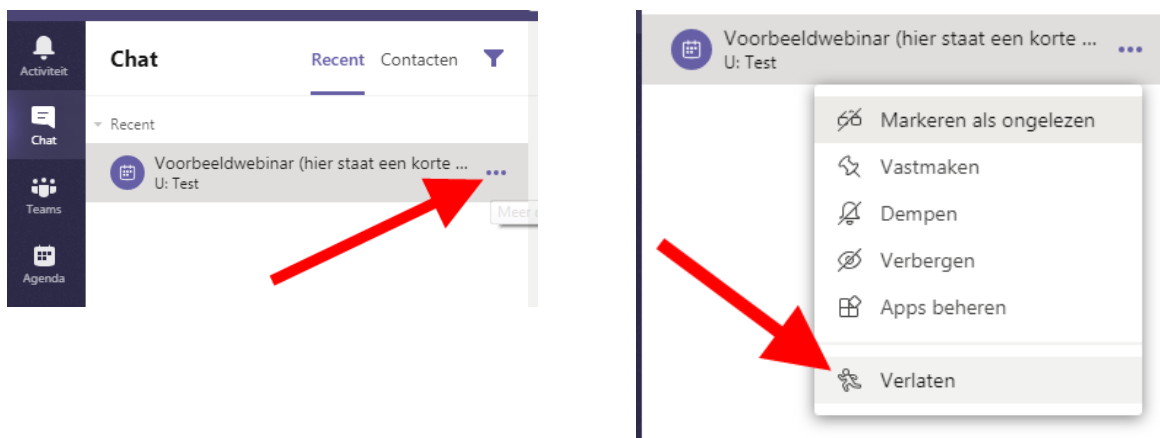 Activiteit
Chat
Teams
Agenda
Chat
Recent Contacten
Recent
Voorbeeldwebinar (hier staat een korte ...
U: Test
Meer
Voorbeeldwebinar (hier staat een korte ...
U: Test
Markeren als ongelezen
Vastmaken
Dempen
Verbergen
Apps beheren
Verlaten